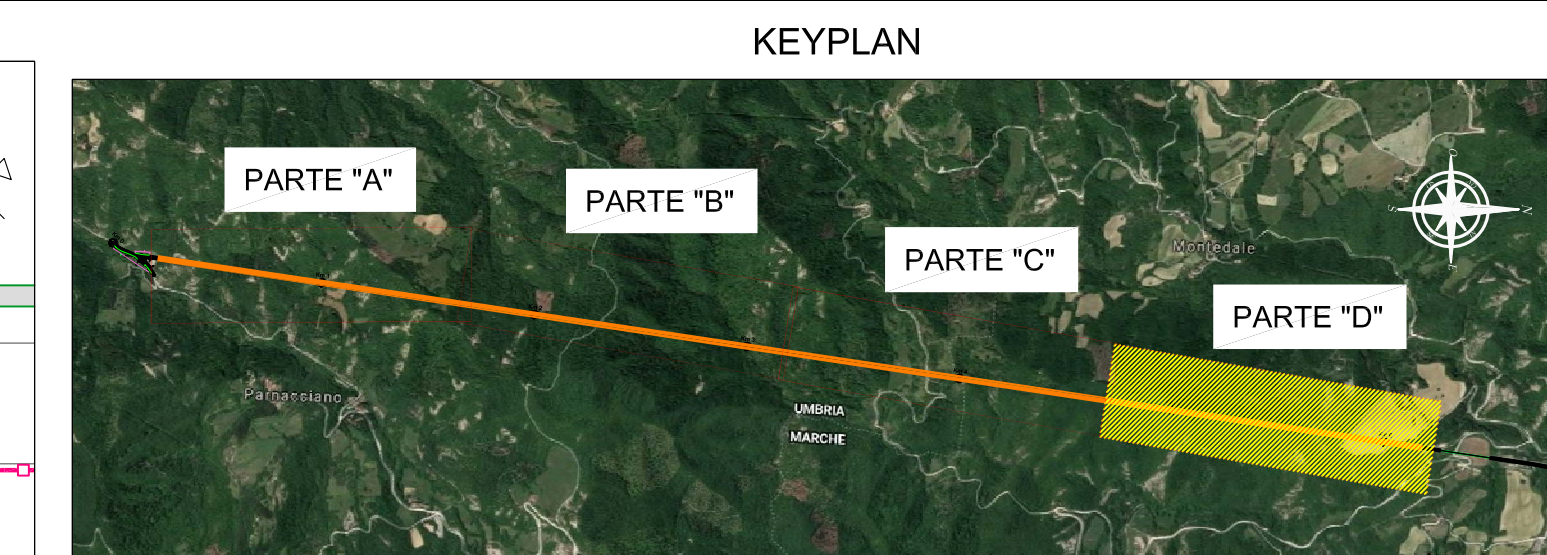 KEYPLAN
PARTE "A"
PARTE "B"
PARTE "C"
Montedale
PARTE "D"
Parnacciano
UMBRIA
MARCHE
O
S
N
E